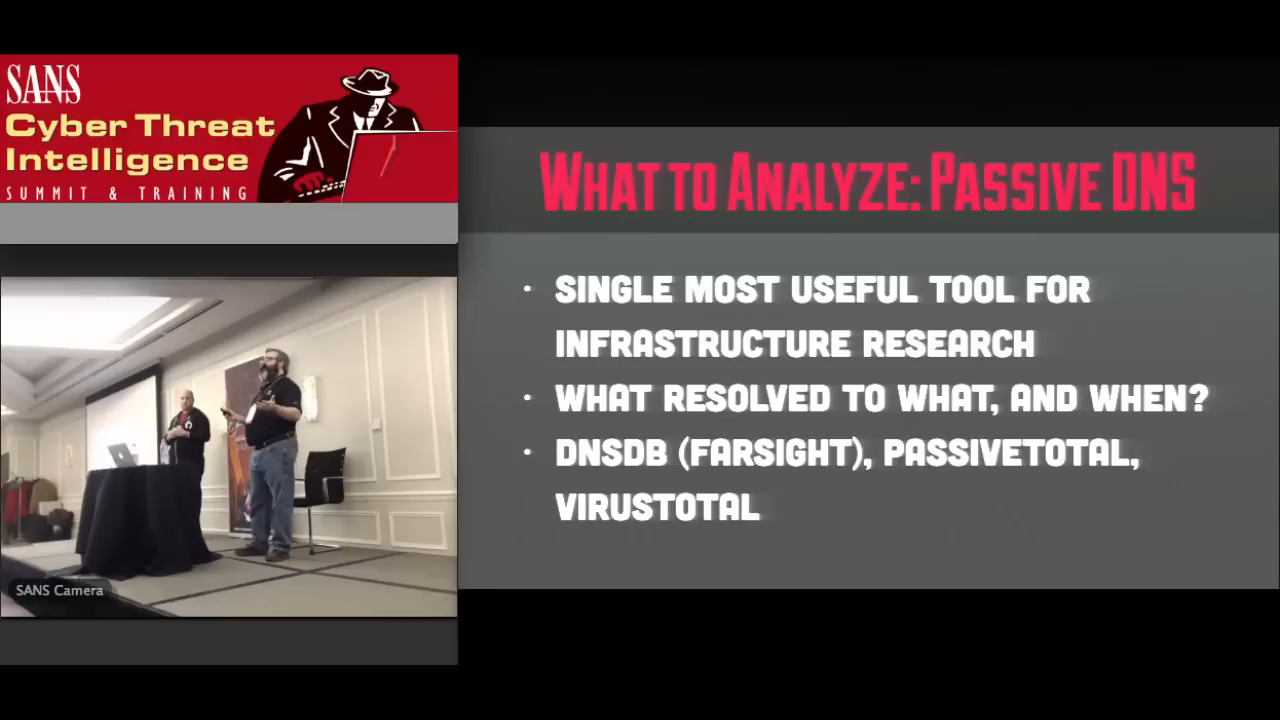 SANS
Cyber Threat
Intelligence
SUMMIT & TRAINING
WHAT TO ANALYZE: PASSIVE DNS
• SINGLE MOST USEFUL TOOL FOR
INFRASTRUCTURE RESEARCH
• WHAT RESOLVED TO WHAT, AND WHEN?
• DNSDB (FARSIGHT), PASSIVETOTAL,
VIRUSTOTAL
SANS Camera